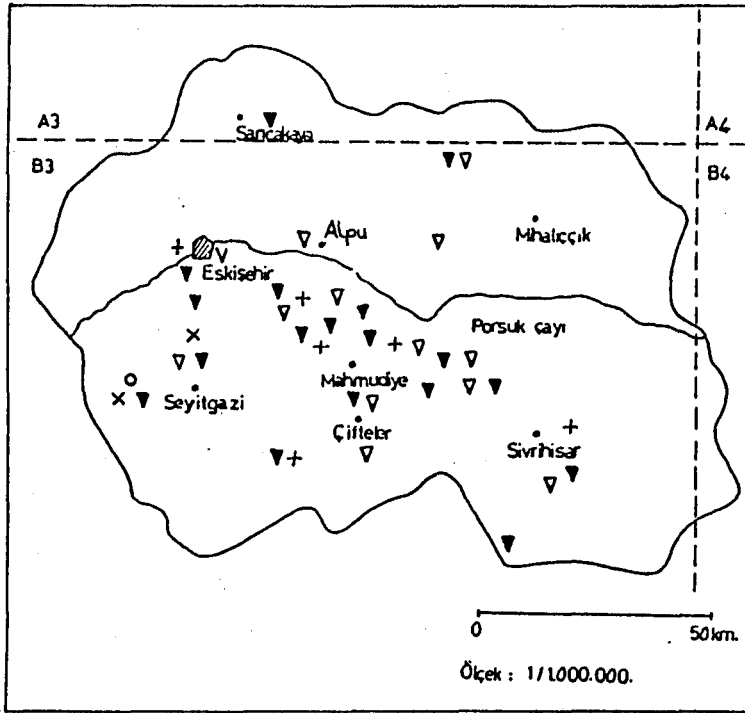 A3
A4
Sarıcakaya
B3
B4
Alpu
Mihalıççık
Eskişehir
Porsuk çayı
Mahmudiye
Seyitgazi
Çifteler
Sivrihisar
0
50 km.
Ölçek : 1/1.000.000.